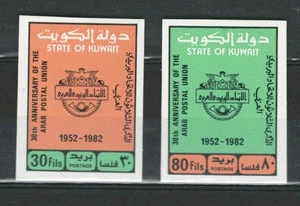 دولة الكويت
STATE OF KUWAIT
30th ANNIVERSARY OF THE
ARAB POSTAL UNION
1952-1982
30 Fils بريد POSTAGE ٣٠ فلسا
دولة الكويت
STATE OF KUWAIT
30th ANNIVERSARY OF THE
ARAB POSTAL UNION
1952-1982
80 Fils بريد POSTAGE ٨٠ فلسا